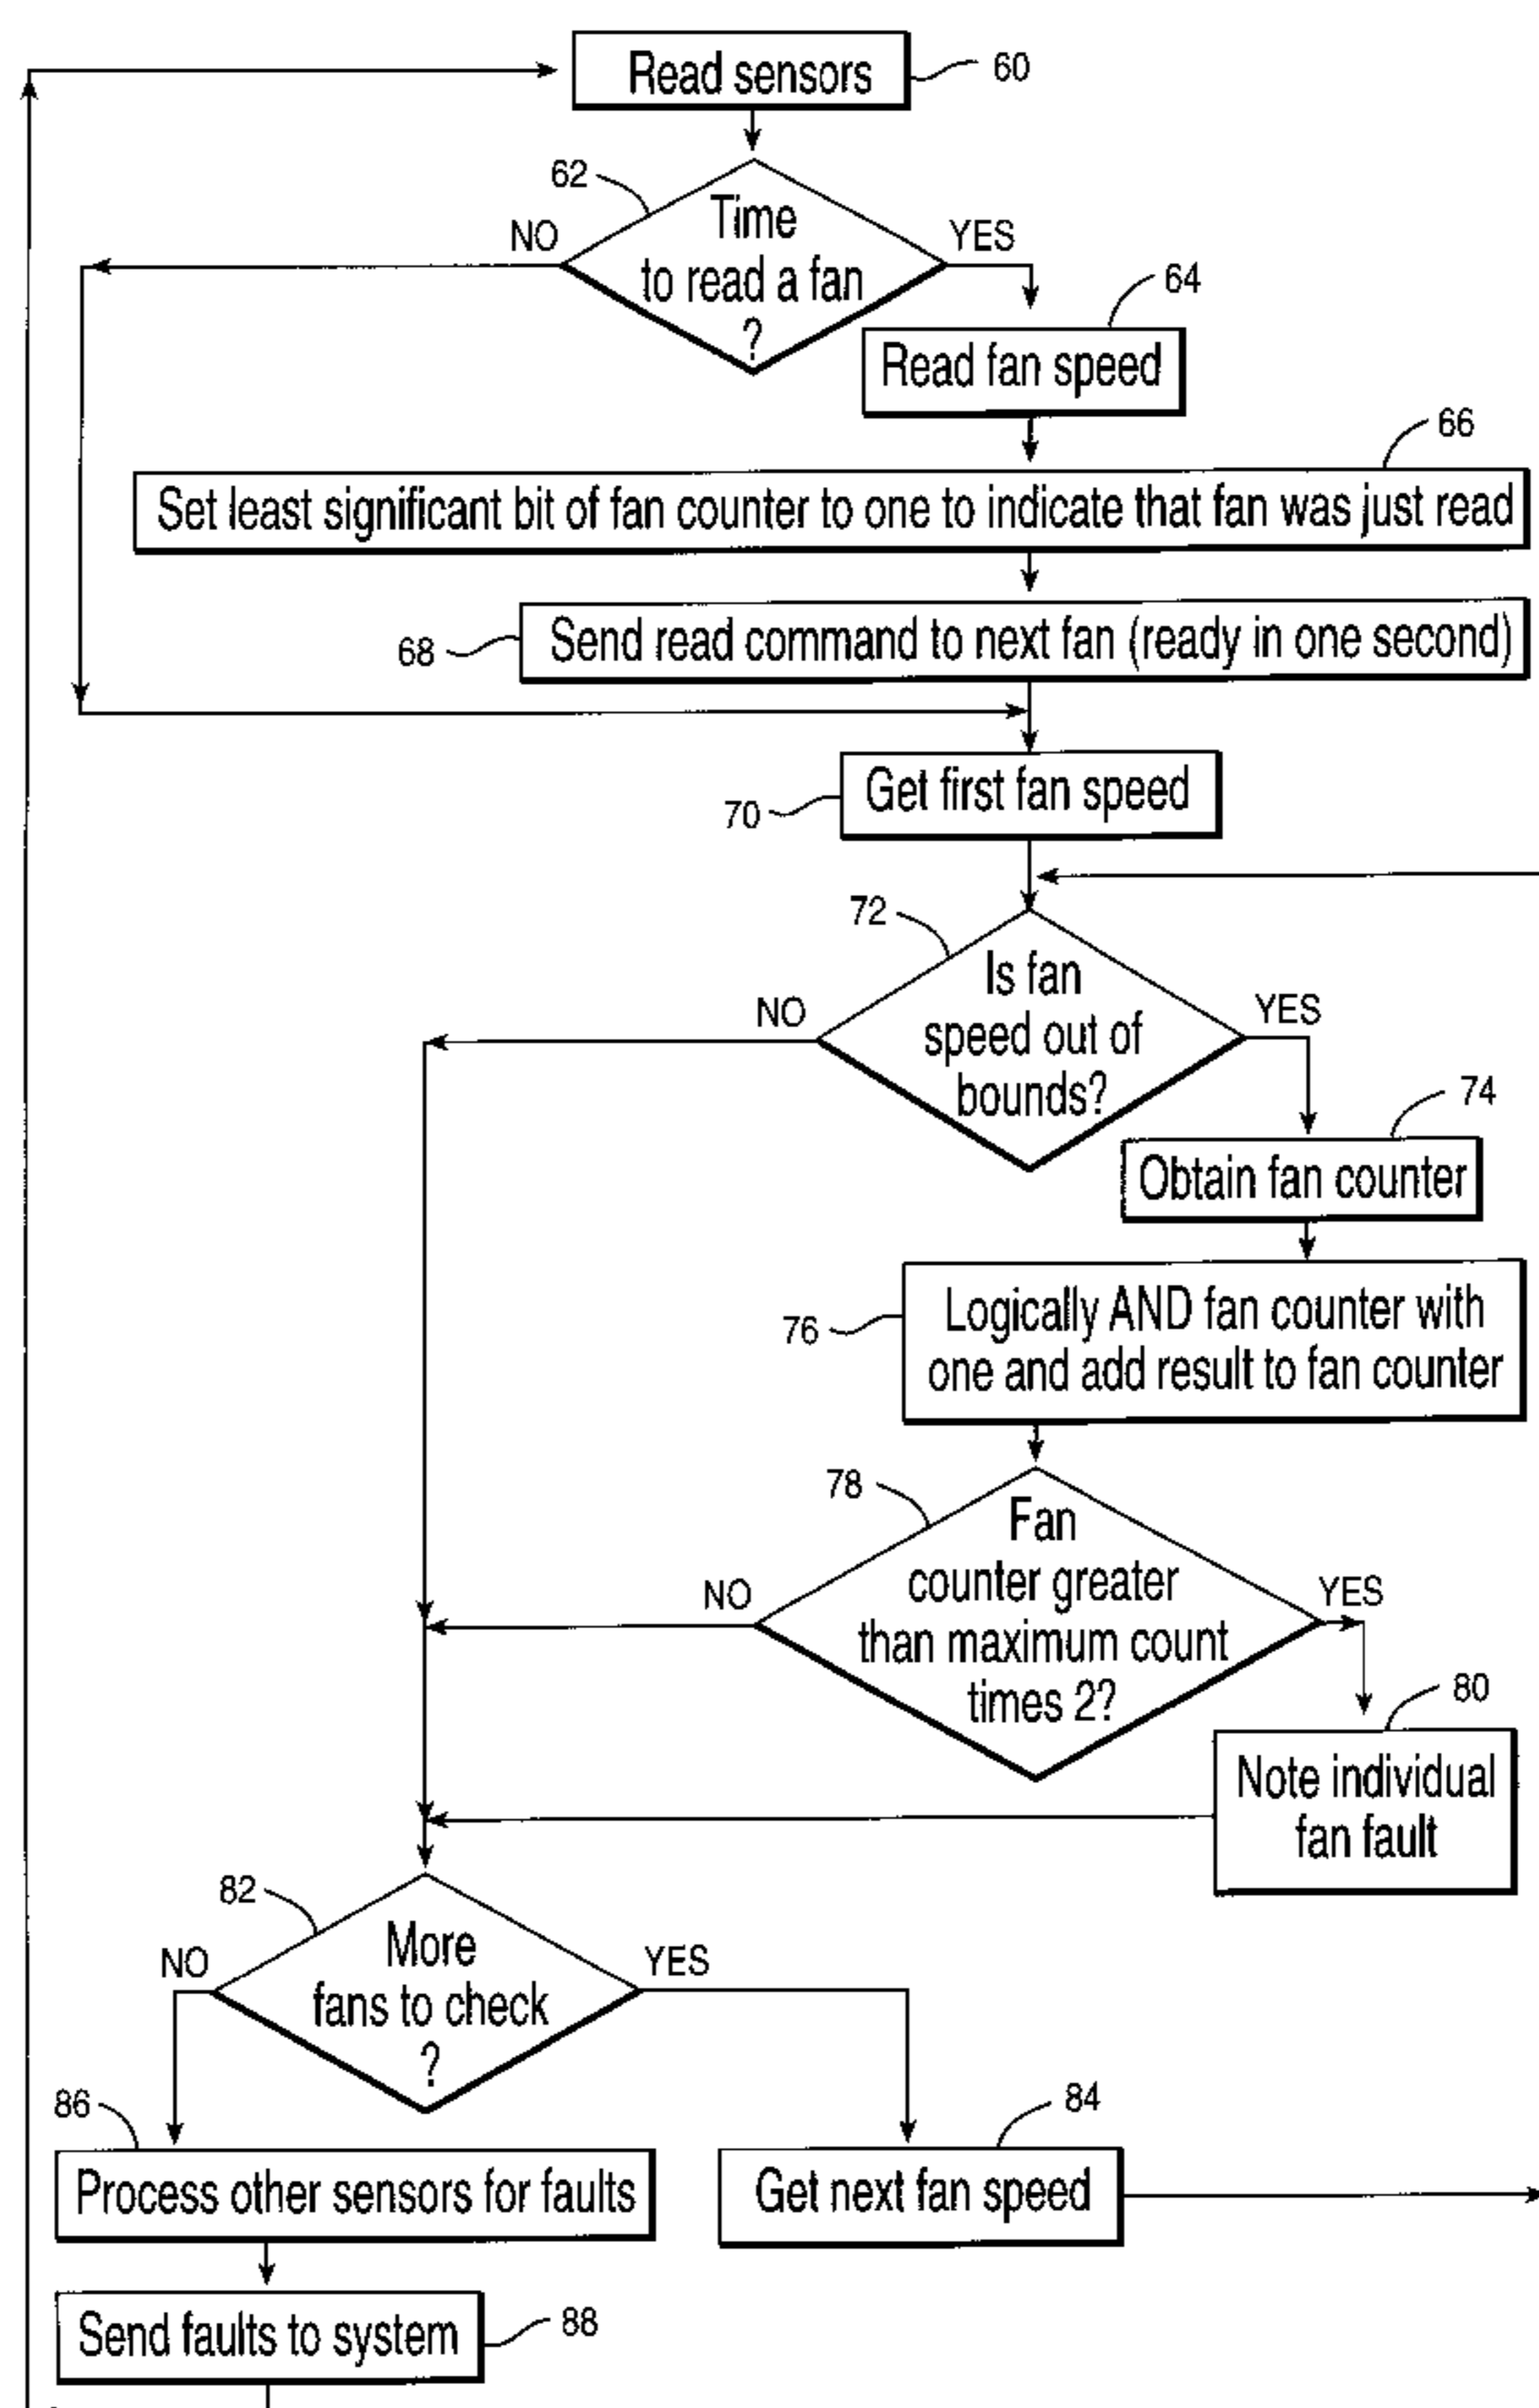 Read sensors
60
62
Time
to read a fan
?
NO
YES
64
Read fan speed
66
Set least significant bit of fan counter to one to indicate that fan was just read
68
Send read command to next fan (ready in one second)
Get first fan speed
70
72
Is fan
speed out of
bounds?
NO
YES
74
Obtain fan counter
76
Logically AND fan counter with
one and add result to fan counter
78
Fan
counter greater
than maximum count
times 2?
NO
YES
80
Note individual
fan fault
82
More
fans to check
?
NO
YES
86
84
Process other sensors for faults
Get next fan speed
Send faults to system
88